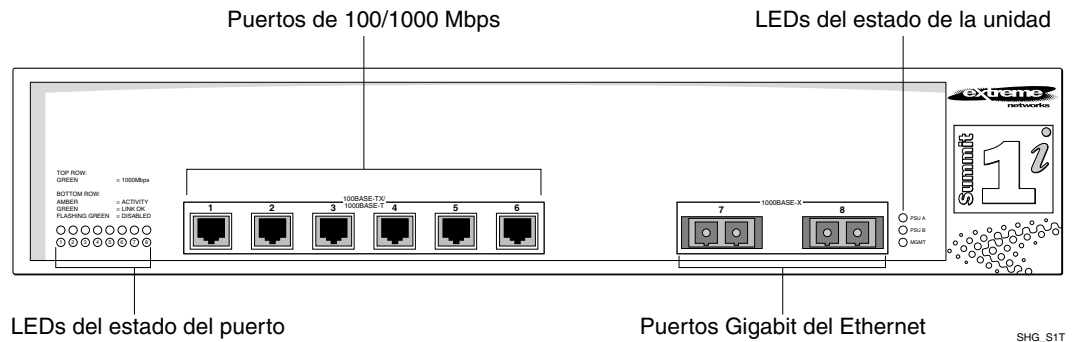 Puertos de 100/1000 Mbps
LEDs del estado de la unidad
extreme
networks
Summit
1i
TOP ROW:
GREEN = 1000Mbps
BOTTOM ROW:
AMBER = ACTIVITY
GREEN = LINK OK
FLASHING GREEN = DISABLED
1 2 3 4 5 6 7 8
100BASE-TX/
1000BASE-T
1 2 3 4 5 6
1000BASE-X
7 8
PSU A
PSU B
MGMT
LEDs del estado del puerto
Puertos Gigabit del Ethernet
SHG_S1T